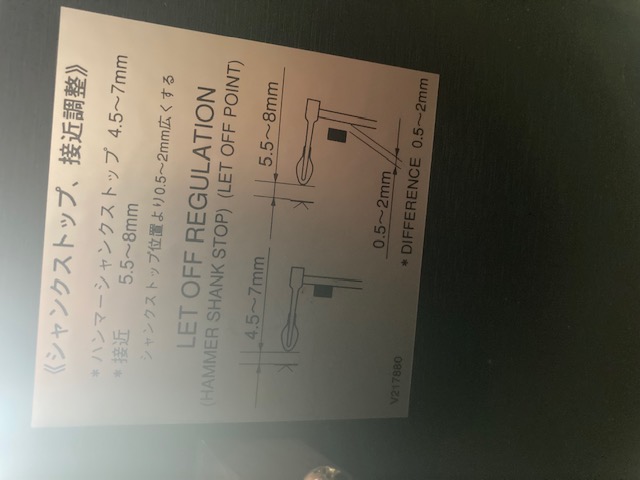 《シャンクストップ、接近調整》
* ハンマーシャンクストップ 4.5~7mm
* 接近 5.5~8mm
シャンクストップ位置より0.5~2mm広くする
LET OFF REGULATION
(HAMMER SHANK STOP) (LET OFF POINT)
4.5~7mm
5.5~8mm
0.5~2mm
* DIFFERENCE 0.5~2mm
V217880